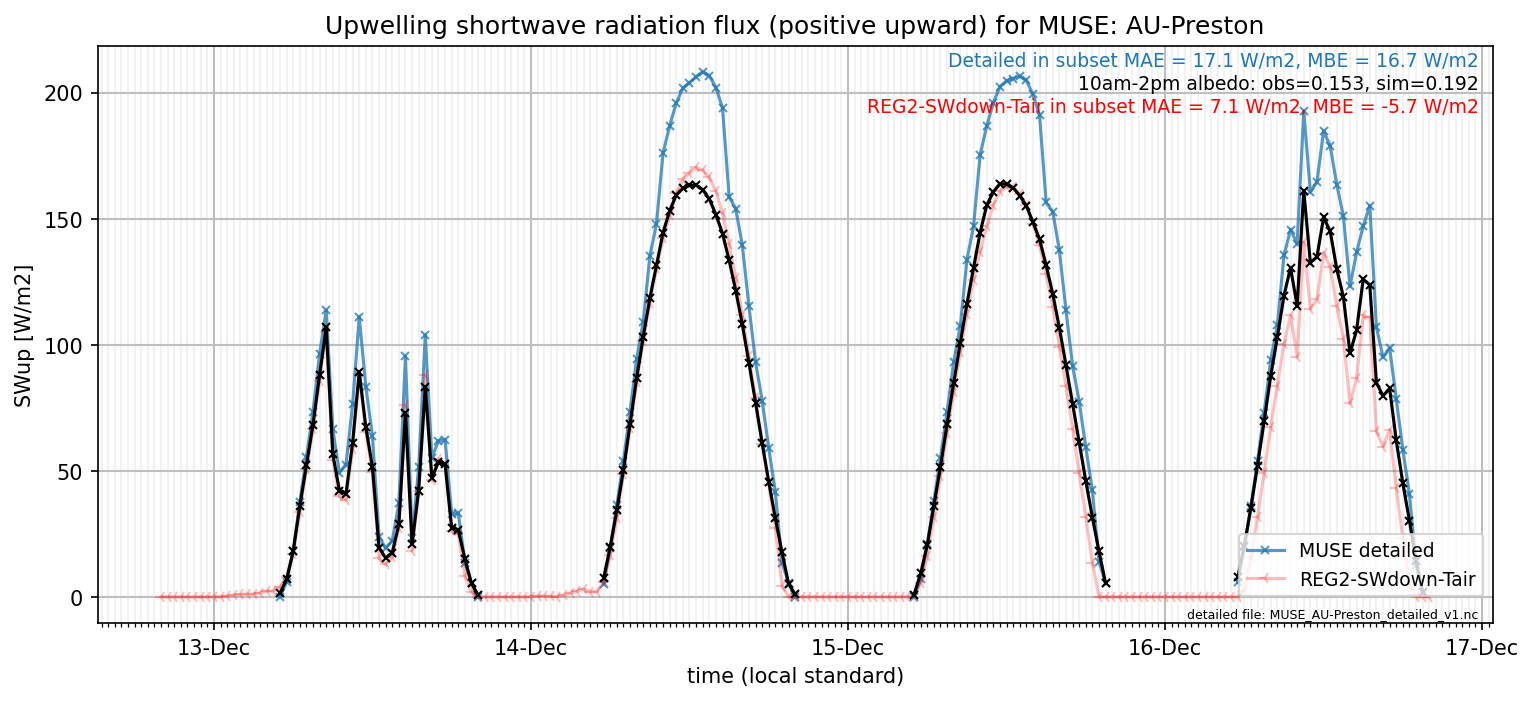 Upwelling shortwave radiation flux (positive upward) for MUSE: AU-Preston
Detailed in subset MAE = 17.1 W/m2, MBE = 16.7 W/m2
10am-2pm albedo: obs=0.153, sim=0.192
REG2-SWdown-Tair in subset MAE = 7.1 W/m2, MBE = -5.7 W/m2
SWup [W/m2]
200
150
100
50
0
MUSE detailed
REG2-SWdown-Tair
detailed file: MUSE_AU-Preston_detailed_v1.nc
13-Dec 14-Dec 15-Dec 16-Dec 17-Dec
time (local standard)